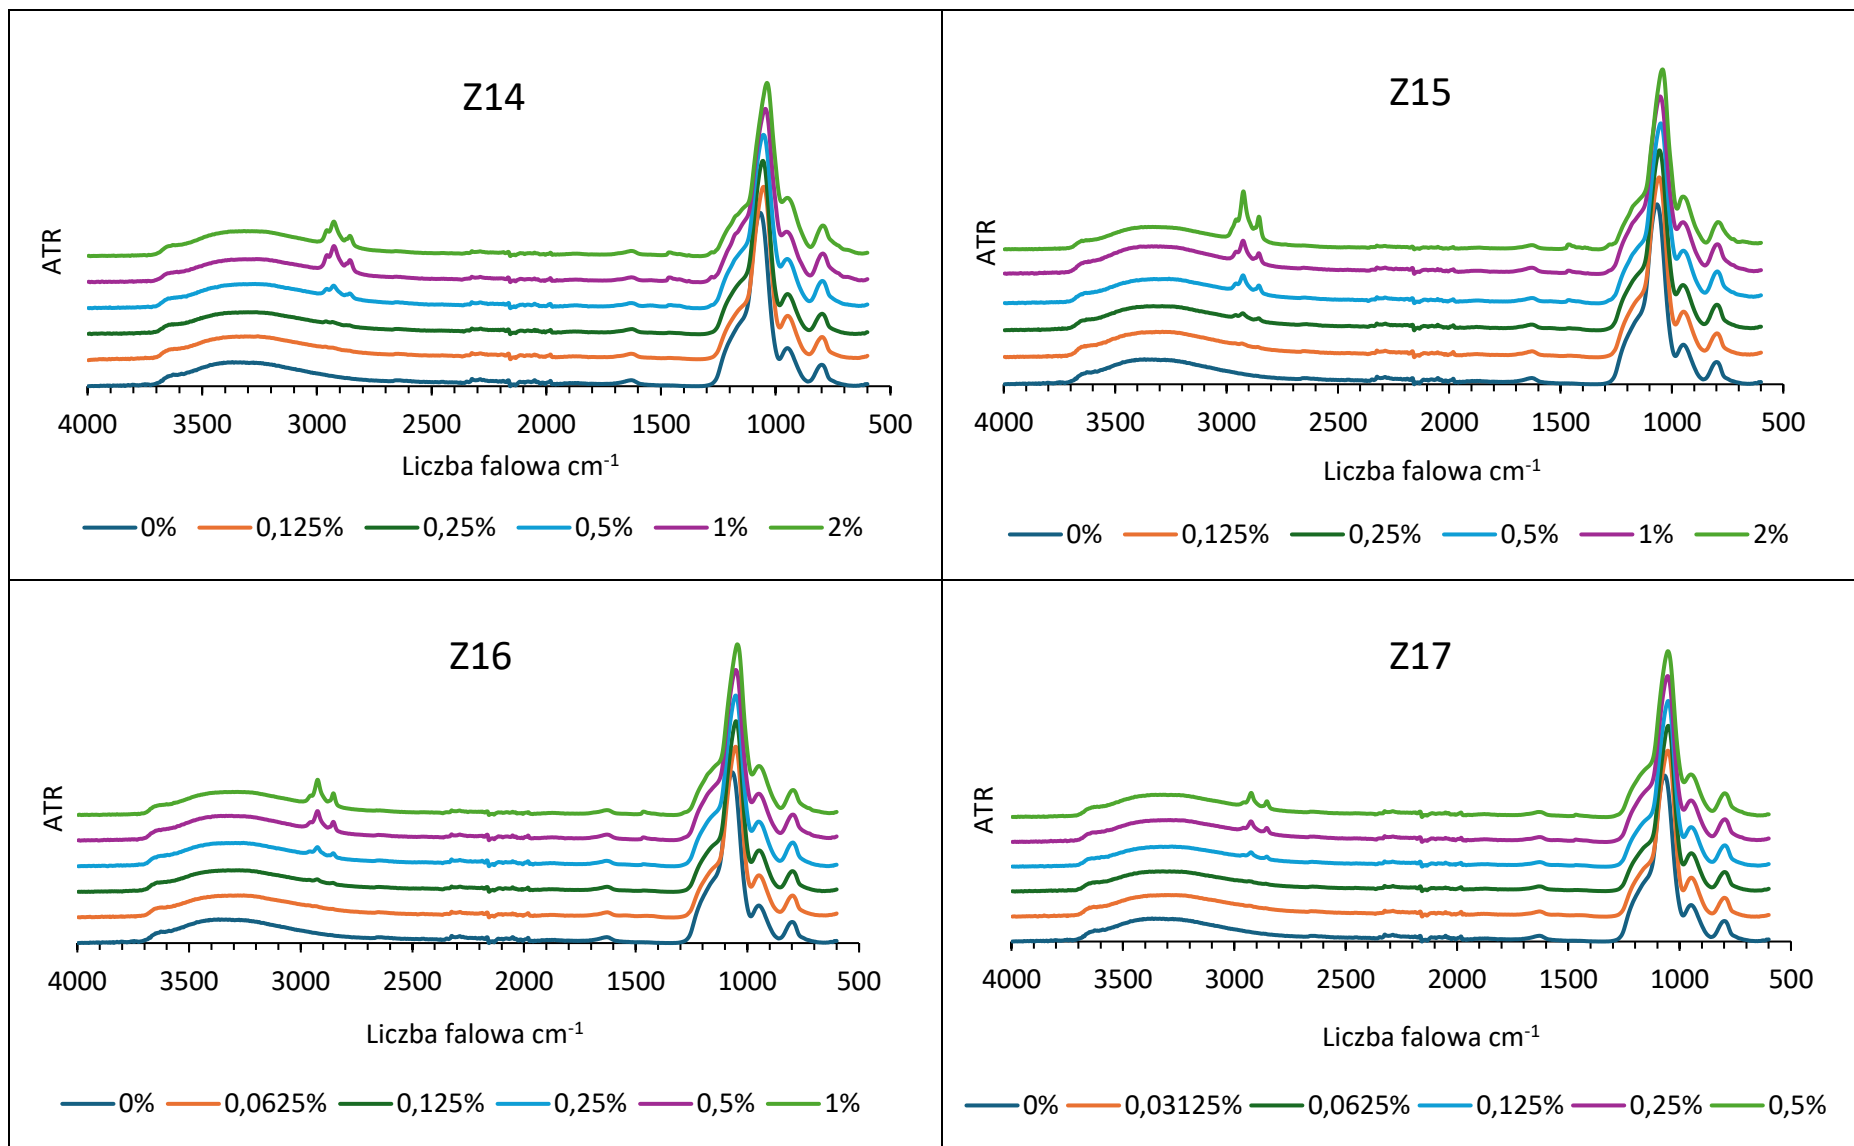 Z14
ATR
4000 3500 3000 2500 2000 1500 1000 500
Liczba falowa cm-1
0% 0,125% 0,25% 0,5% 1% 2%
Z15
ATR
4000 3500 3000 2500 2000 1500 1000 500
Liczba falowa cm-1
0% 0,125% 0,25% 0,5% 1% 2%
Z16
ATR
4000 3500 3000 2500 2000 1500 1000 500
Liczba falowa cm-1
0% 0,0625% 0,125% 0,25% 0,5% 1%
Z17
ATR
4000 3500 3000 2500 2000 1500 1000 500
Liczba falowa cm-1
0% 0,03125% 0,0625% 0,125% 0,25% 0,5%